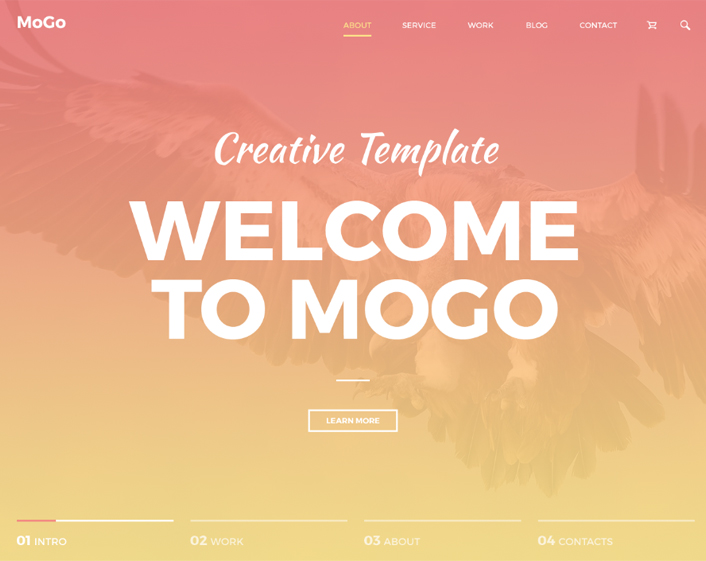 MoGo
ABOUT SERVICE WORK BLOG CONTACT
Creative Template
WELCOME
TO MOGO
LEARN MORE
01 INTRO
02 WORK
03 ABOUT
04 CONTACTS